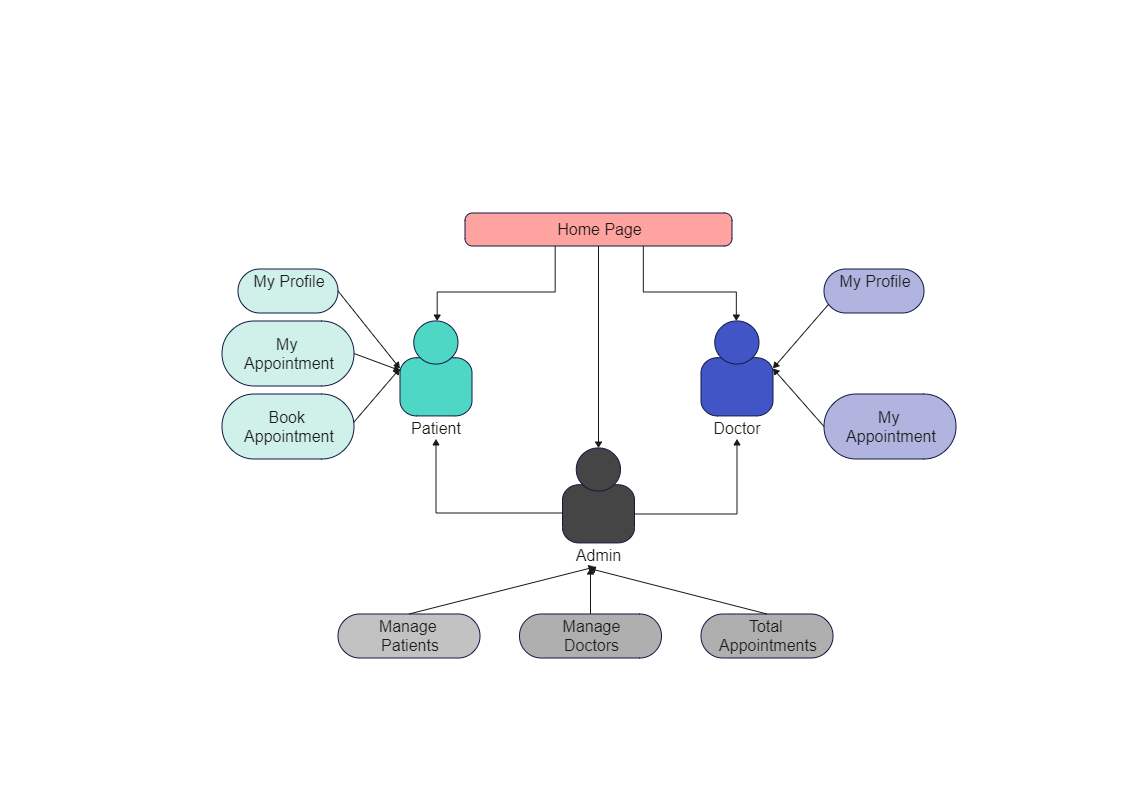 Home Page
My Profile
My
Appointment
Book
Appointment
Patient
My Profile
My
Appointment
Doctor
Admin
Manage
Patients
Manage
Doctors
Total
Appointments